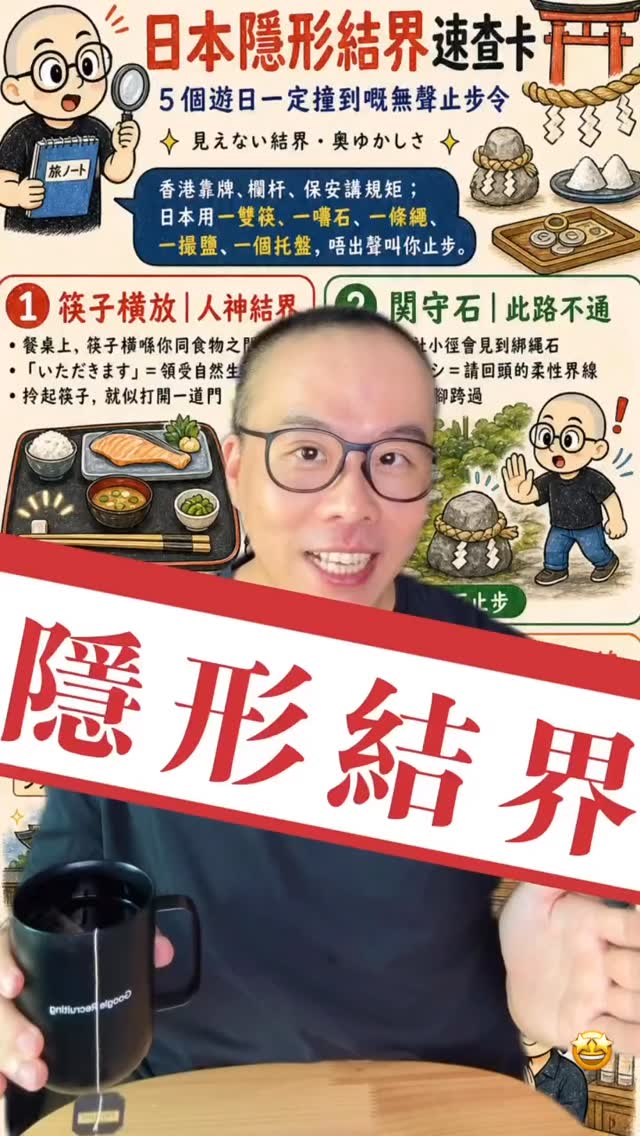 日本隱形結界速查卡
5個遊日一定撞到嘅無聲止步令
見えない結界・奥ゆかしさ
旅ノート
香港靠牌、欄杆、保安講規矩；
日本用一雙筷、一嚿石、一條繩、
一撮鹽、一個托盤，唔出聲叫你止步。
1 筷子橫放｜人神結界
• 餐桌上，筷子橫喺你同食物之
• 「いただきます」＝領受自然生
• 拎起筷子，就似打開一道門
2 関守石｜此路不通
小徑會見到綁繩石
シ＝請回頭的柔性界線
腳跨過
止步
隱形結界
Google Recruiting